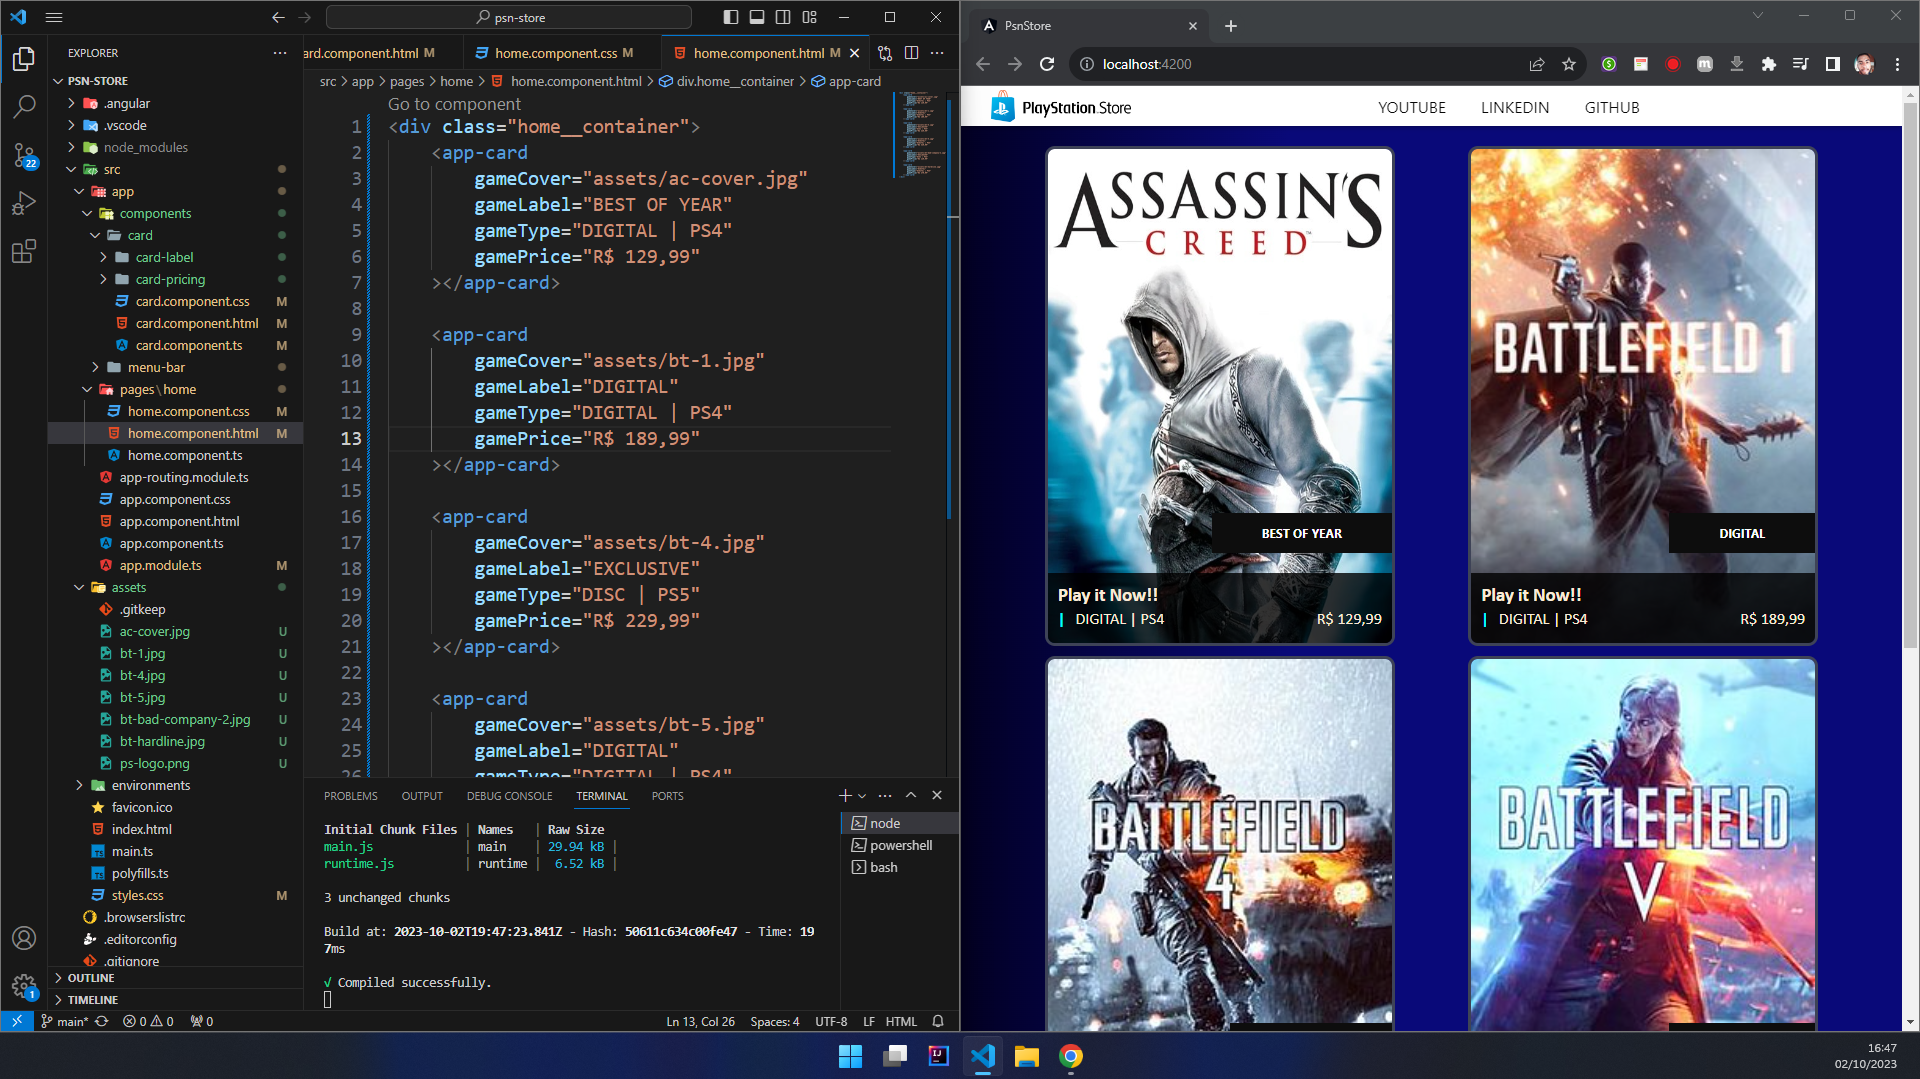 psn-store
EXPLORER
PSN-STORE
.angular
.vscode
node_modules
src
app
components
card
card-label
card-pricing
card.component.css M
card.component.html M
card.component.ts
menu-bar
pages\home
home.component.css M
home.component.html M
home.component.ts
app-routing.module.ts
app.component.css
app.component.html
app.component.ts
app.module.ts M
assets
.gitkeep
ac-cover.jpg U
bt-1.jpg U
bt-4.jpg U
bt-5.jpg U
bt-bad-company-2.jpg U
bt-hardline.jpg U
ps-logo.png U
environments
favicon.ico
index.html
main.ts
polyfills.ts
styles.css M
.browserslistrc
.editorconfig
.gitignore
OUTLINE
TIMELINE
22
1
ard.component.html M
home.component.css M
home.component.html M
src > app > pages > home > home.component.html > div.home__container > app-card
Go to component
1 <div class="home__container">
2 <app-card
3 gameCover="assets/ac-cover.jpg"
4 gameLabel="BEST OF YEAR"
5 gameType="DIGITAL | PS4"
6 gamePrice="R$ 129,99"
7 ></app-card>
8
9 <app-card
10 gameCover="assets/bt-1.jpg"
11 gameLabel="DIGITAL"
12 gameType="DIGITAL | PS4"
13 gamePrice="R$ 189,99"
14 ></app-card>
15
16 <app-card
17 gameCover="assets/bt-4.jpg"
18 gameLabel="EXCLUSIVE"
19 gameType="DISC | PS5"
20 gamePrice="R$ 229,99"
21 ></app-card>
22
23 <app-card
24 gameCover="assets/bt-5.jpg"
25 gameLabel="DIGITAL"
26 gameType="DIGITAL | PS4"
PROBLEMS OUTPUT DEBUG CONSOLE TERMINAL PORTS
Initial Chunk Files | Names | Raw Size
main.js | main | 29.94 kB |
runtime.js | runtime | 6.52 kB |
3 unchanged chunks
Build at: 2023-10-02T19:47:23.841Z - Hash: 50611c634c00fe47 - Time: 19
7ms
√ Compiled successfully.
node
powershell
bash
main* 0 0 0
Ln 13, Col 26 Spaces: 4 UTF-8 LF HTML
PsnStore
localhost:4200
PlayStation.Store
YOUTUBE LINKEDIN GITHUB
ASSASSIN'S
CREED
BEST OF YEAR
Play it Now!!
| DIGITAL | PS4 R$ 129,99
BATTLEFIELD 1
DIGITAL
Play it Now!!
| DIGITAL | PS4 R$ 189,99
BATTLEFIELD
4
BATTLEFIELD
V
16:47
02/10/2023